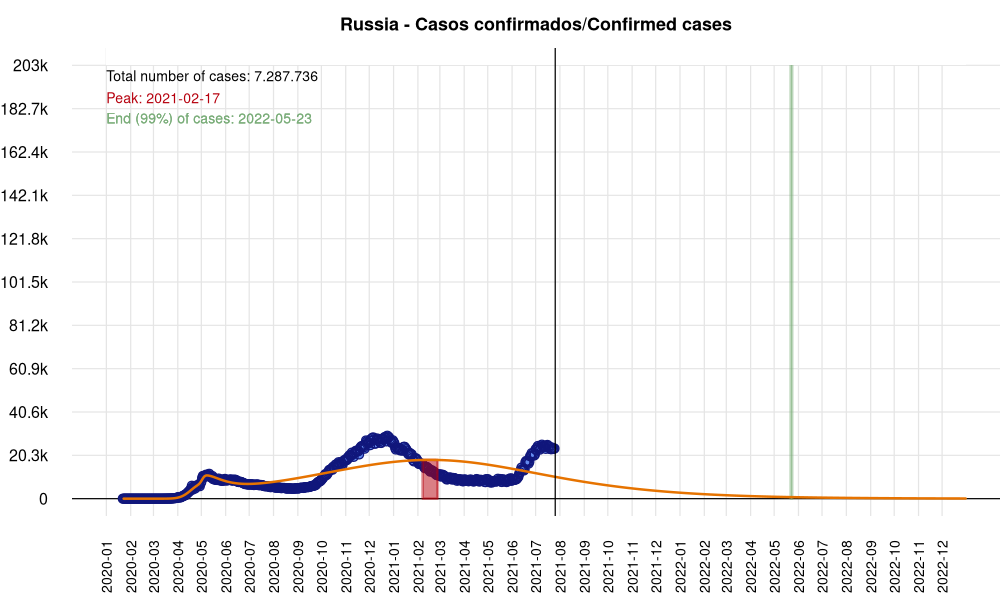 Russia - Casos confirmados/Confirmed cases
Total number of cases: 7.287.736
Peak: 2021-02-17
End (99%) of cases: 2022-05-23
203k
182.7k
162.4k
142.1k
121.8k
101.5k
81.2k
60.9k
40.6k
20.3k
0
2020-01
2020-02
2020-03
2020-04
2020-05
2020-06
2020-07
2020-08
2020-09
2020-10
2020-11
2020-12
2021-01
2021-02
2021-03
2021-04
2021-05
2021-06
2021-07
2021-08
2021-09
2021-10
2021-11
2021-12
2022-01
2022-02
2022-03
2022-04
2022-05
2022-06
2022-07
2022-08
2022-09
2022-10
2022-11
2022-12